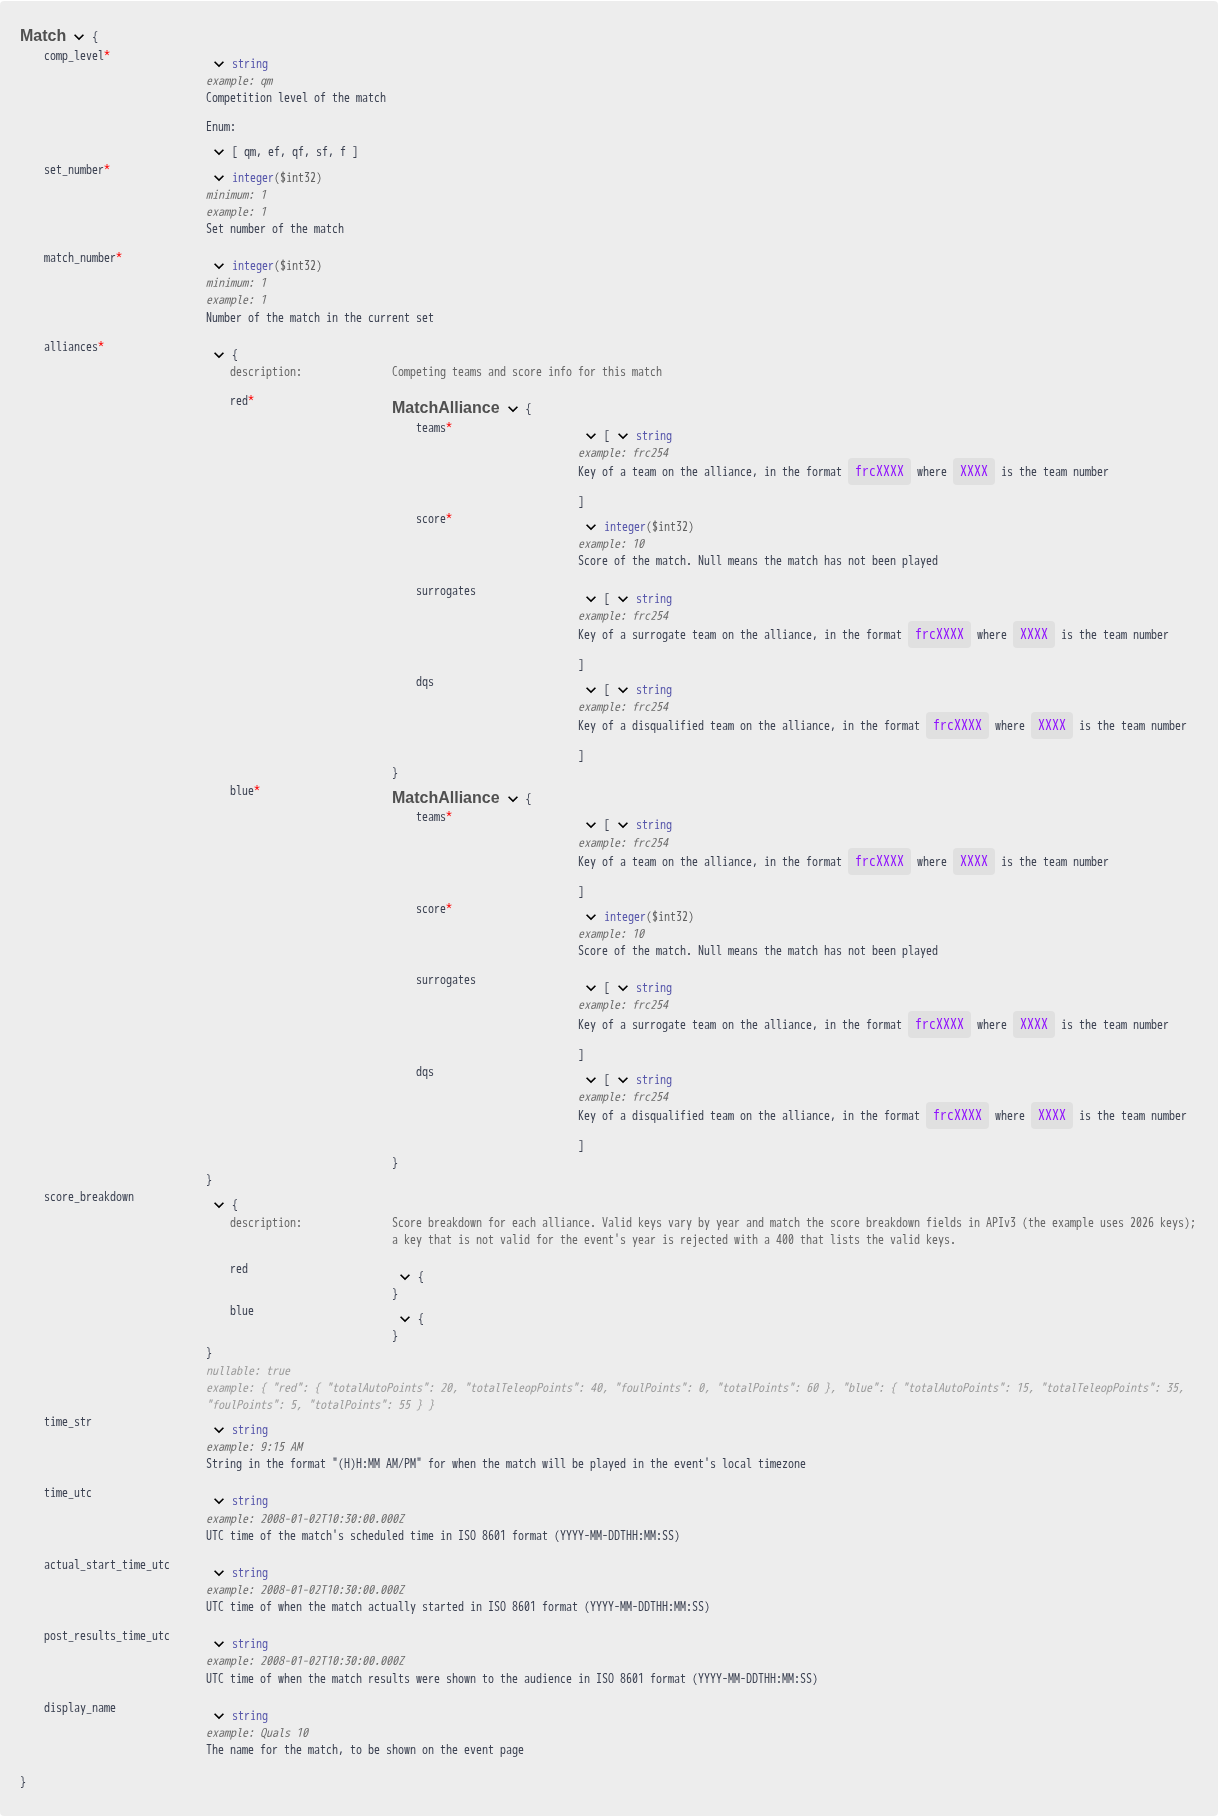 Match {
comp_level*
string
example: qm
Competition level of the match
Enum:
[ qm, ef, qf, sf, f ]
set_number*
integer($int32)
minimum: 1
example: 1
Set number of the match
match_number*
integer($int32)
minimum: 1
example: 1
Number of the match in the current set
alliances*
{
description: Competing teams and score info for this match
red* MatchAlliance {
teams*
[ string
example: frc254
Key of a team on the alliance, in the format frcXXXX where XXXX is the team number
]
score*
integer($int32)
example: 10
Score of the match. Null means the match has not been played
surrogates
[ string
example: frc254
Key of a surrogate team on the alliance, in the format frcXXXX where XXXX is the team number
]
dqs
[ string
example: frc254
Key of a disqualified team on the alliance, in the format frcXXXX where XXXX is the team number
]
}
blue* MatchAlliance {
teams*
[ string
example: frc254
Key of a team on the alliance, in the format frcXXXX where XXXX is the team number
]
score*
integer($int32)
example: 10
Score of the match. Null means the match has not been played
surrogates
[ string
example: frc254
Key of a surrogate team on the alliance, in the format frcXXXX where XXXX is the team number
]
dqs
[ string
example: frc254
Key of a disqualified team on the alliance, in the format frcXXXX where XXXX is the team number
]
}
}
score_breakdown
{
description: Score breakdown for each alliance. Valid keys vary by year and match the score breakdown fields in APIv3 (the example uses 2026 keys);
a key that is not valid for the event's year is rejected with a 400 that lists the valid keys.
red
{
}
blue
{
}
}
nullable: true
example: { "red": { "totalAutoPoints": 20, "totalTeleopPoints": 40, "foulPoints": 0, "totalPoints": 60 }, "blue": { "totalAutoPoints": 15, "totalTeleopPoints": 35,
"foulPoints": 5, "totalPoints": 55 } }
time_str
string
example: 9:15 AM
String in the format "(H)H:MM AM/PM" for when the match will be played in the event's local timezone
time_utc
string
example: 2008-01-02T10:30:00.000Z
UTC time of the match's scheduled time in ISO 8601 format (YYYY-MM-DDTHH:MM:SS)
actual_start_time_utc
string
example: 2008-01-02T10:30:00.000Z
UTC time of when the match actually started in ISO 8601 format (YYYY-MM-DDTHH:MM:SS)
post_results_time_utc
string
example: 2008-01-02T10:30:00.000Z
UTC time of when the match results were shown to the audience in ISO 8601 format (YYYY-MM-DDTHH:MM:SS)
display_name
string
example: Quals 10
The name for the match, to be shown on the event page
}